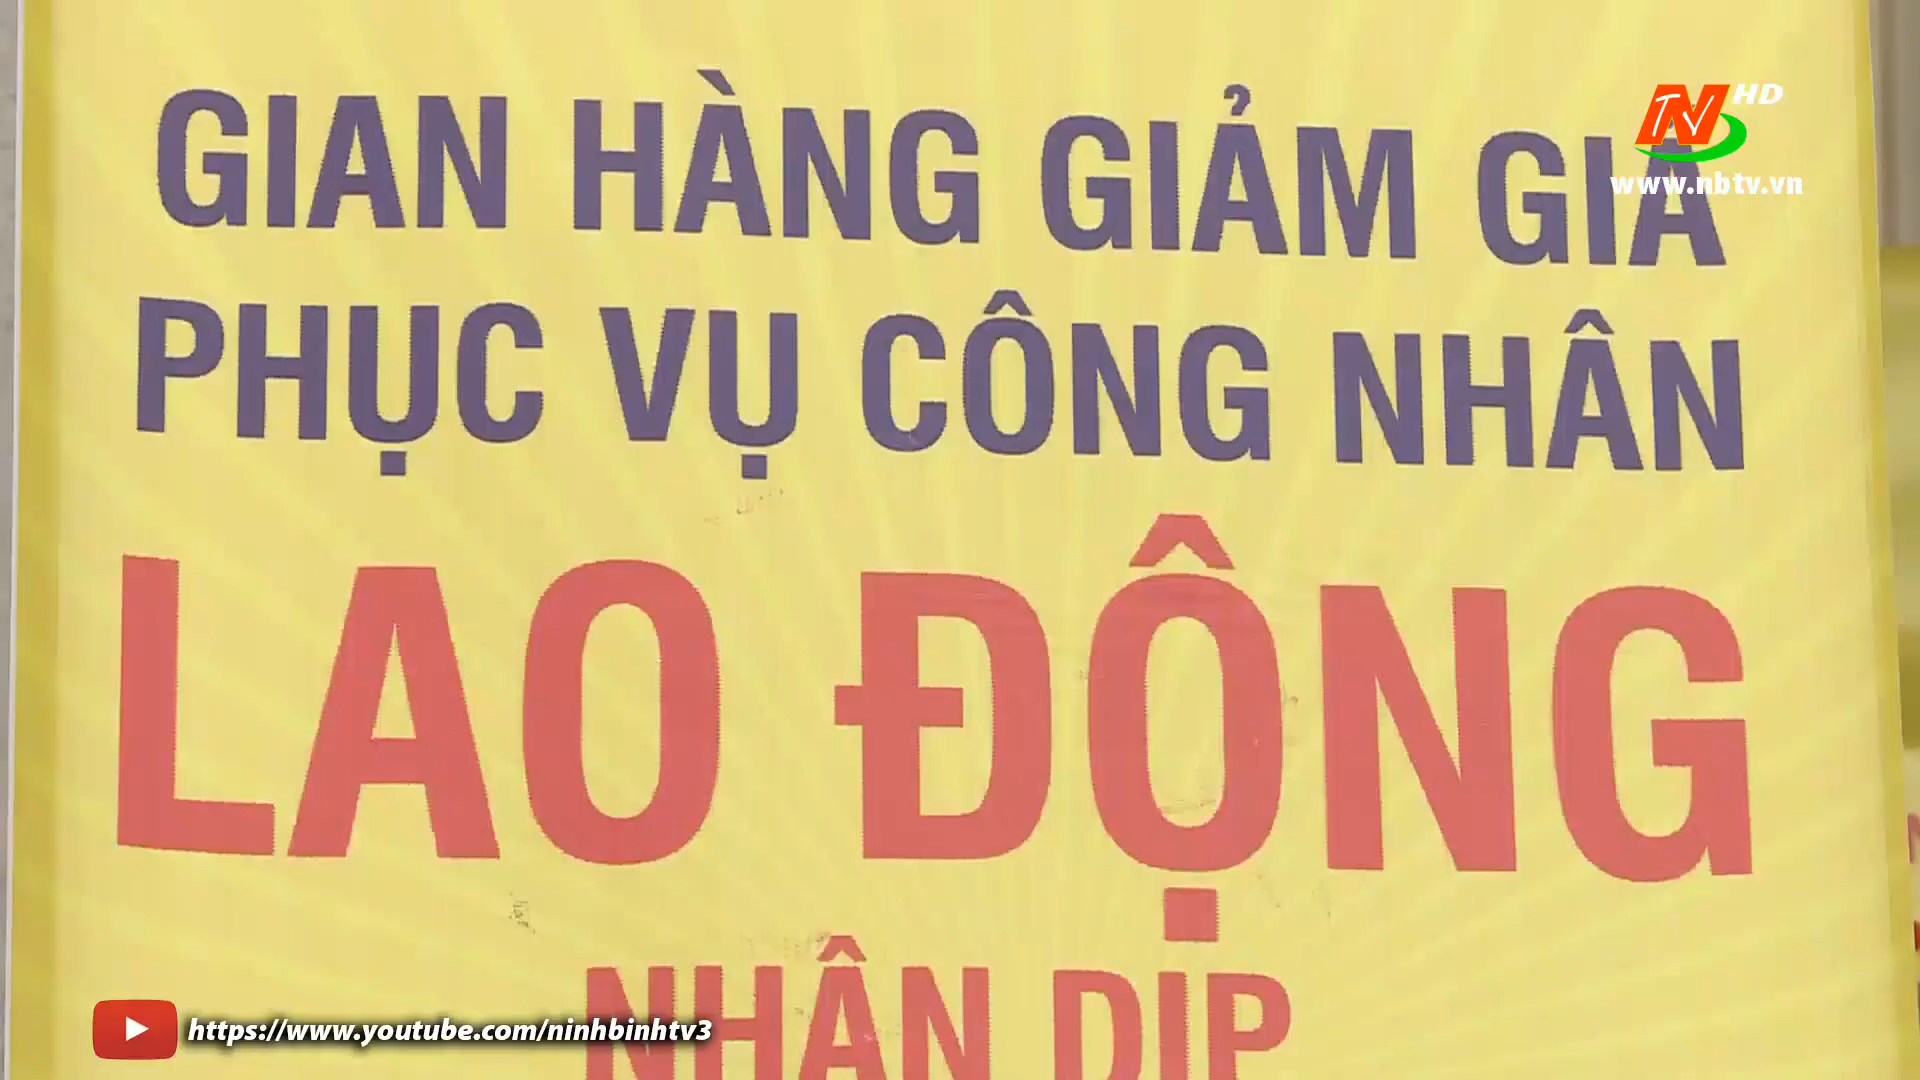 GIAN HÀNG GIẢM GIÁ
PHỤC VỤ CÔNG NHÂN
LAO ĐỘNG
NHÂN DỊP
NTV HD
www.nbtv.vn
https://www.youtube.com/ninhbinhtv3